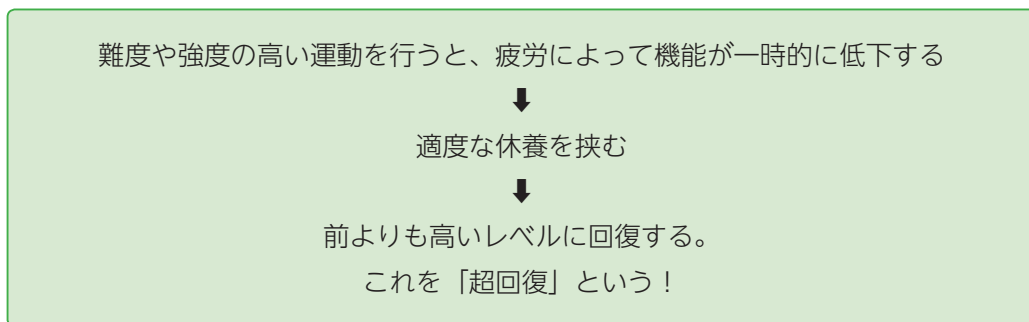 難度や強度の高い運動を行うと、疲労によって機能が一時的に低下する
⬇
適度な休養を挟む
⬇
前よりも高いレベルに回復する。
これを「超回復」という！